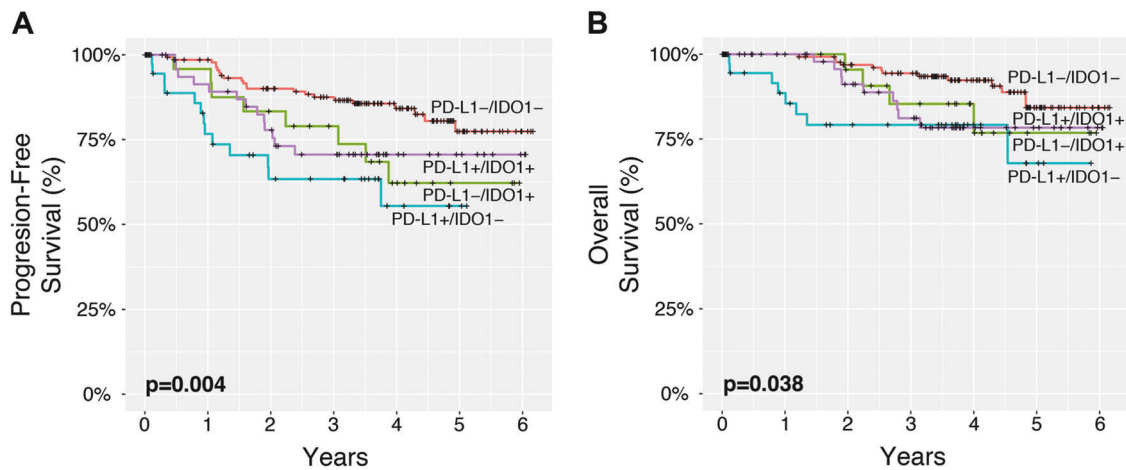 A
Progresion-Free
Survival (%)
100%
75%
50%
25%
0%
PD-L1−/IDO1−
PD-L1+/IDO1+
PD-L1−/IDO1+
PD-L1+/IDO1−
p=0.004
0 1 2 3 4 5 6
Years
B
Overall
Survival (%)
100%
75%
50%
25%
0%
PD-L1−/IDO1−
PD-L1+/IDO1+
PD-L1−/IDO1+
PD-L1+/IDO1−
p=0.038
0 1 2 3 4 5 6
Years